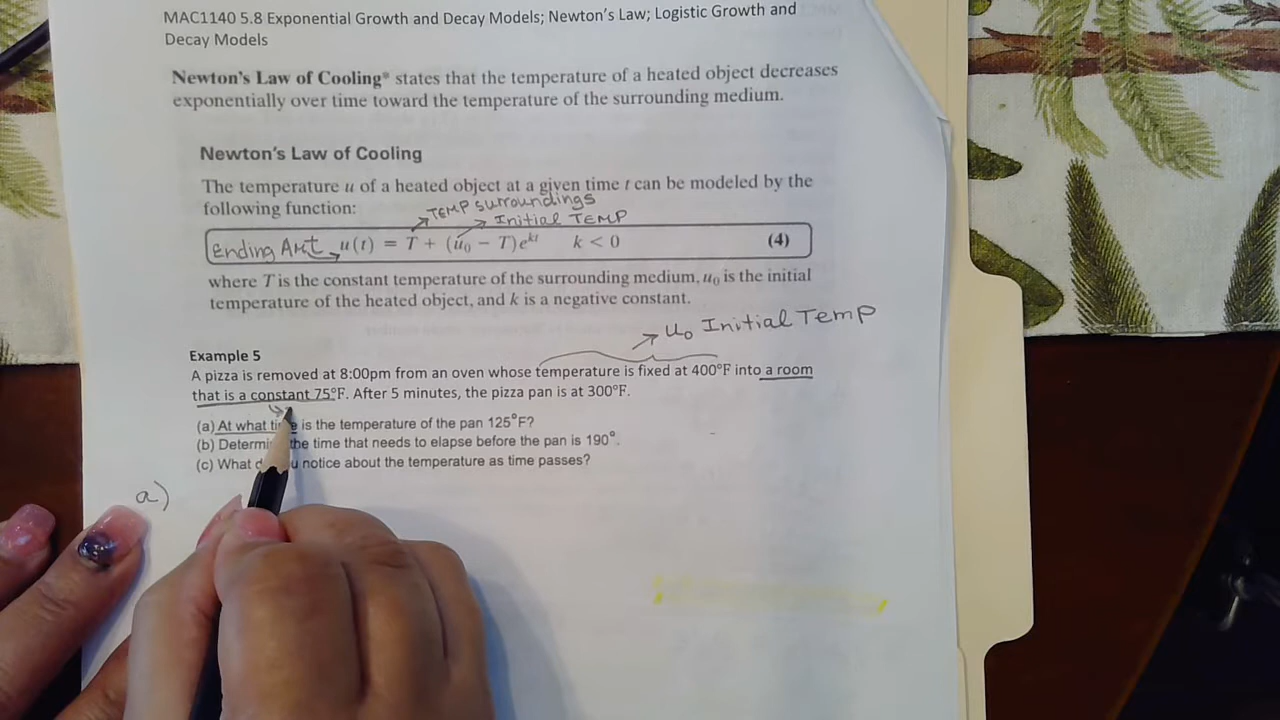 MAC1140 5.8 Exponential Growth and Decay Models; Newton's Law; Logistic Growth and
Decay Models
Newton's Law of Cooling* states that the temperature of a heated object decreases
exponentially over time toward the temperature of the surrounding medium.
Newton's Law of Cooling
The temperature u of a heated object at a given time t can be modeled by the
following function:
TEMP surroundings
Initial TEMP
Ending Amt u(t) = T + (u₀ − T)eᵏᵗ k < 0 (4)
where T is the constant temperature of the surrounding medium, u₀ is the initial
temperature of the heated object, and k is a negative constant.
u₀ Initial Temp
Example 5
A pizza is removed at 8:00pm from an oven whose temperature is fixed at 400°F into a room
that is a constant 75°F. After 5 minutes, the pizza pan is at 300°F.
(a) At what is the temperature of the pan 125°F?
(b) the time that needs to elapse before the pan is 190°.
(c) What notice about the temperature as time passes?
a)